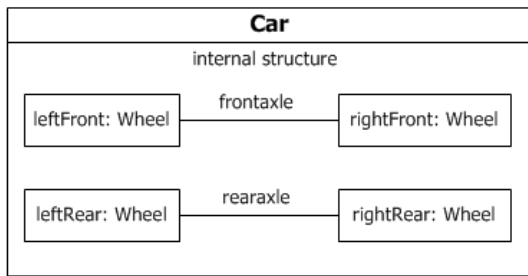 Car
internal structure
frontaxle
leftFront: Wheel
rightFront: Wheel
rearaxle
leftRear: Wheel
rightRear: Wheel